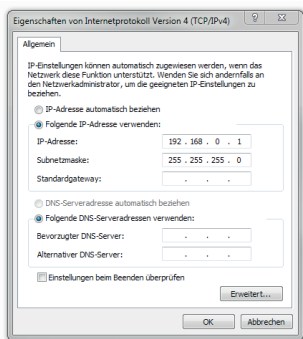 Eigenschaften von Internetprotokoll Version 4 (TCP/IPv4)
Allgemein
IP-Einstellungen können automatisch zugewiesen werden, wenn das
Netzwerk diese Funktion unterstützt. Wenden Sie sich andernfalls an
den Netzwerkadministrator, um die geeigneten IP-Einstellungen zu
beziehen.
IP-Adresse automatisch beziehen
Folgende IP-Adresse verwenden:
IP-Adresse: 192 . 168 . 0 . 1
Subnetzmaske: 255 . 255 . 255 . 0
Standardgateway: . . .
DNS-Serveradresse automatisch beziehen
Folgende DNS-Serveradressen verwenden:
Bevorzugter DNS-Server: . . .
Alternativer DNS-Server: . . .
Einstellungen beim Beenden überprüfen
Erweitert...
OK Abbrechen